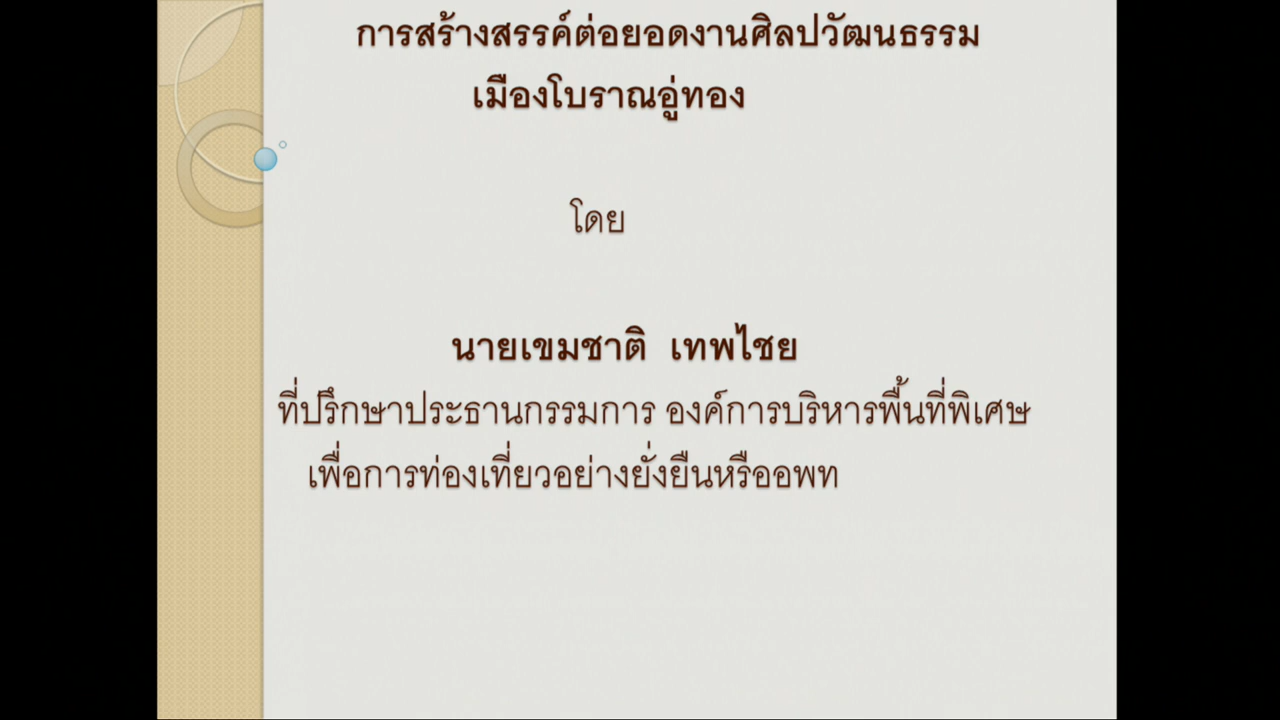 การสร้างสรรค์ต่อยอดงานศิลปวัฒนธรรม
เมืองโบราณอู่ทอง
โดย
นายเขมชาติ เทพไชย
ที่ปรึกษาประธานกรรมการ องค์การบริหารพื้นที่พิเศษ
เพื่อการท่องเที่ยวอย่างยั่งยืนหรืออพท